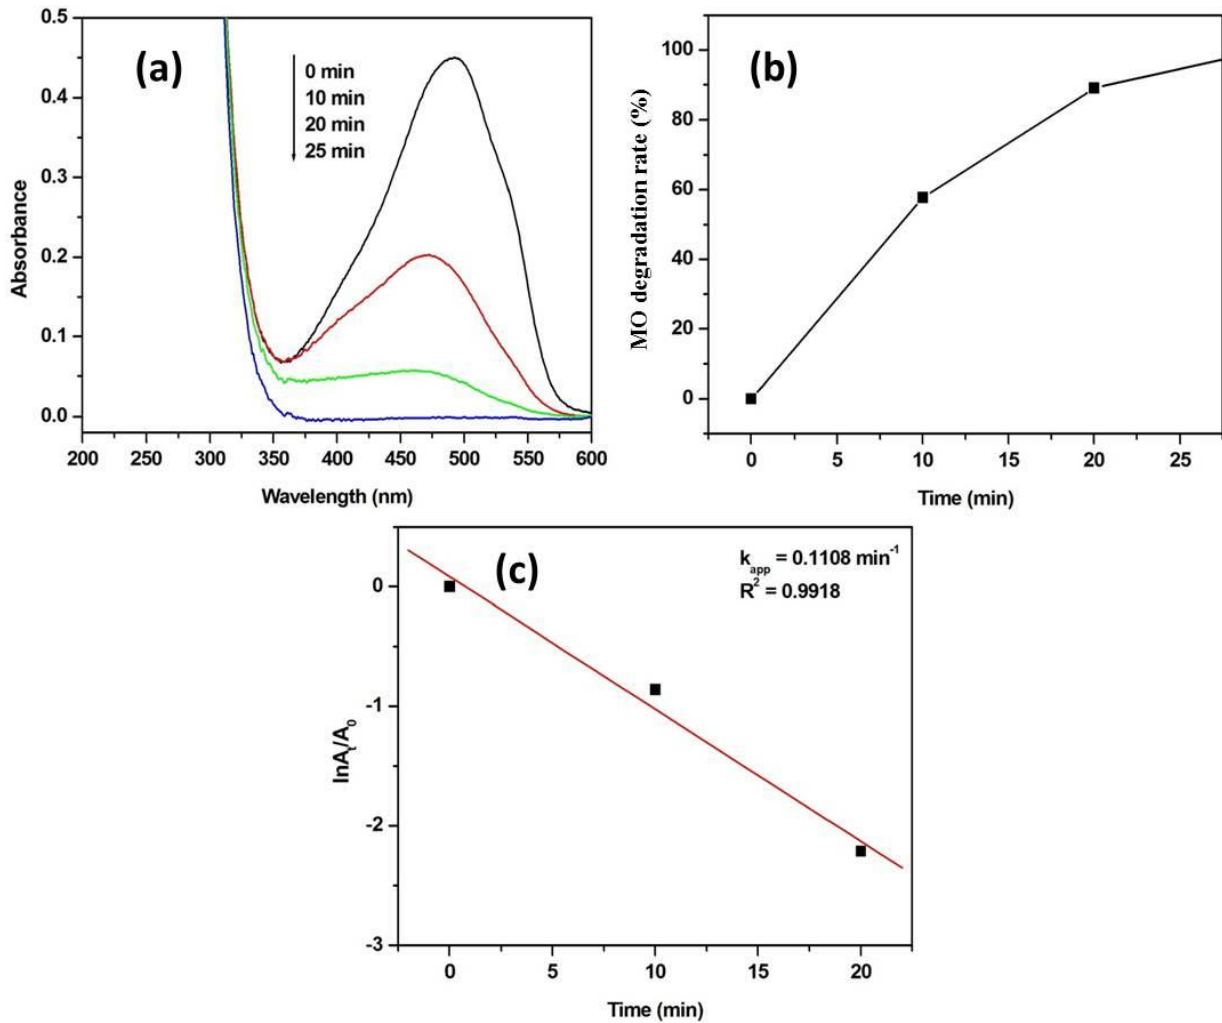 (a)
0 min
10 min
20 min
25 min
0.5
0.4
0.3
0.2
0.1
0.0
Absorbance
200 250 300 350 400 450 500 550 600
Wavelength (nm)
(b)
100
80
60
40
20
0
MO degradation rate (%)
0 5 10 15 20 25
Time (min)
(c)
k_app = 0.1108 min⁻¹
R² = 0.9918
0
-1
-2
-3
lnA_t/A_0
0 5 10 15 20
Time (min)